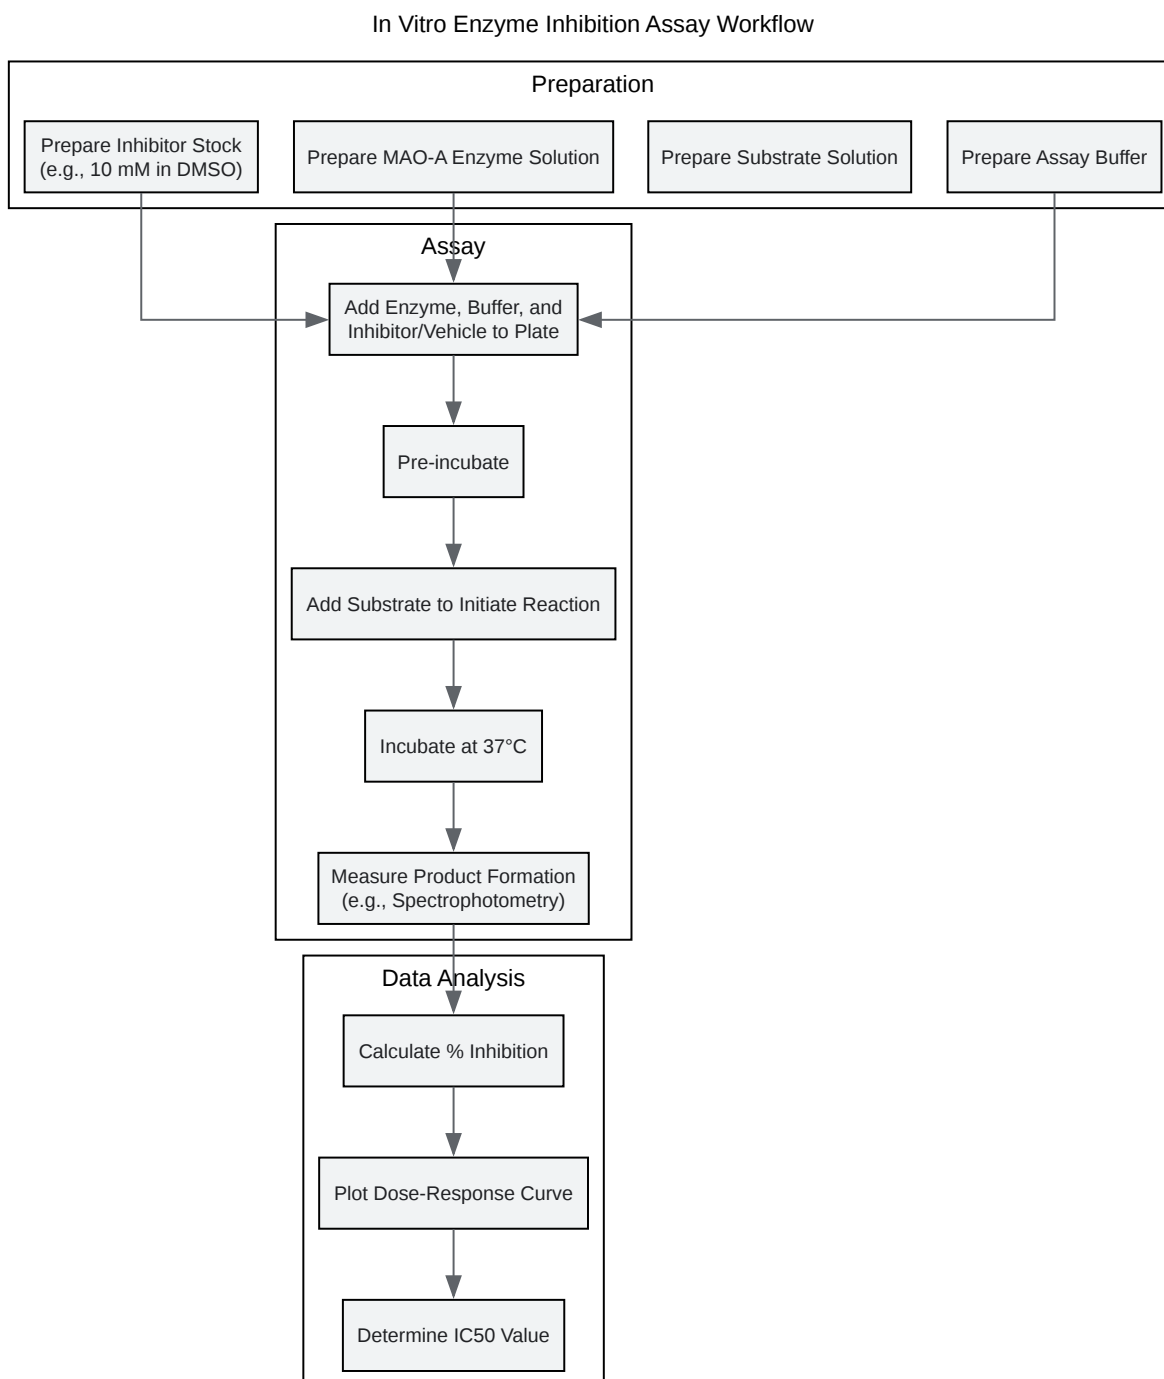 In Vitro Enzyme Inhibition Assay Workflow
Preparation
Prepare Inhibitor Stock
(e.g., 10 mM in DMSO)
Prepare MAO-A Enzyme Solution
Prepare Substrate Solution
Prepare Assay Buffer
Assay
Add Enzyme, Buffer, and
Inhibitor/Vehicle to Plate
Pre-incubate
Add Substrate to Initiate Reaction
Incubate at 37°C
Measure Product Formation
(e.g., Spectrophotometry)
Data Analysis
Calculate % Inhibition
Plot Dose-Response Curve
Determine IC50 Value